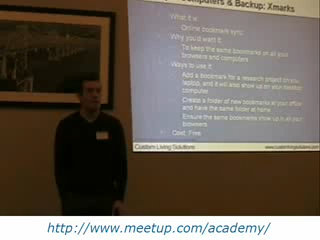 Computers & Backup: Xmarks
What it is
Online bookmark sync
Why you'd want it
To keep the same bookmarks on all your
browsers and computers
Ways to use it
Add a bookmark for a research project on your
laptop, and it will also show up on your desktop
computer
Create a folder of new bookmarks at your office
and have the same folder at home
Ensure the same bookmarks show up in all your
browsers
Cost: Free
Custom Living Solutions
www.customlivingsolutions.com
http://www.meetup.com/academy/